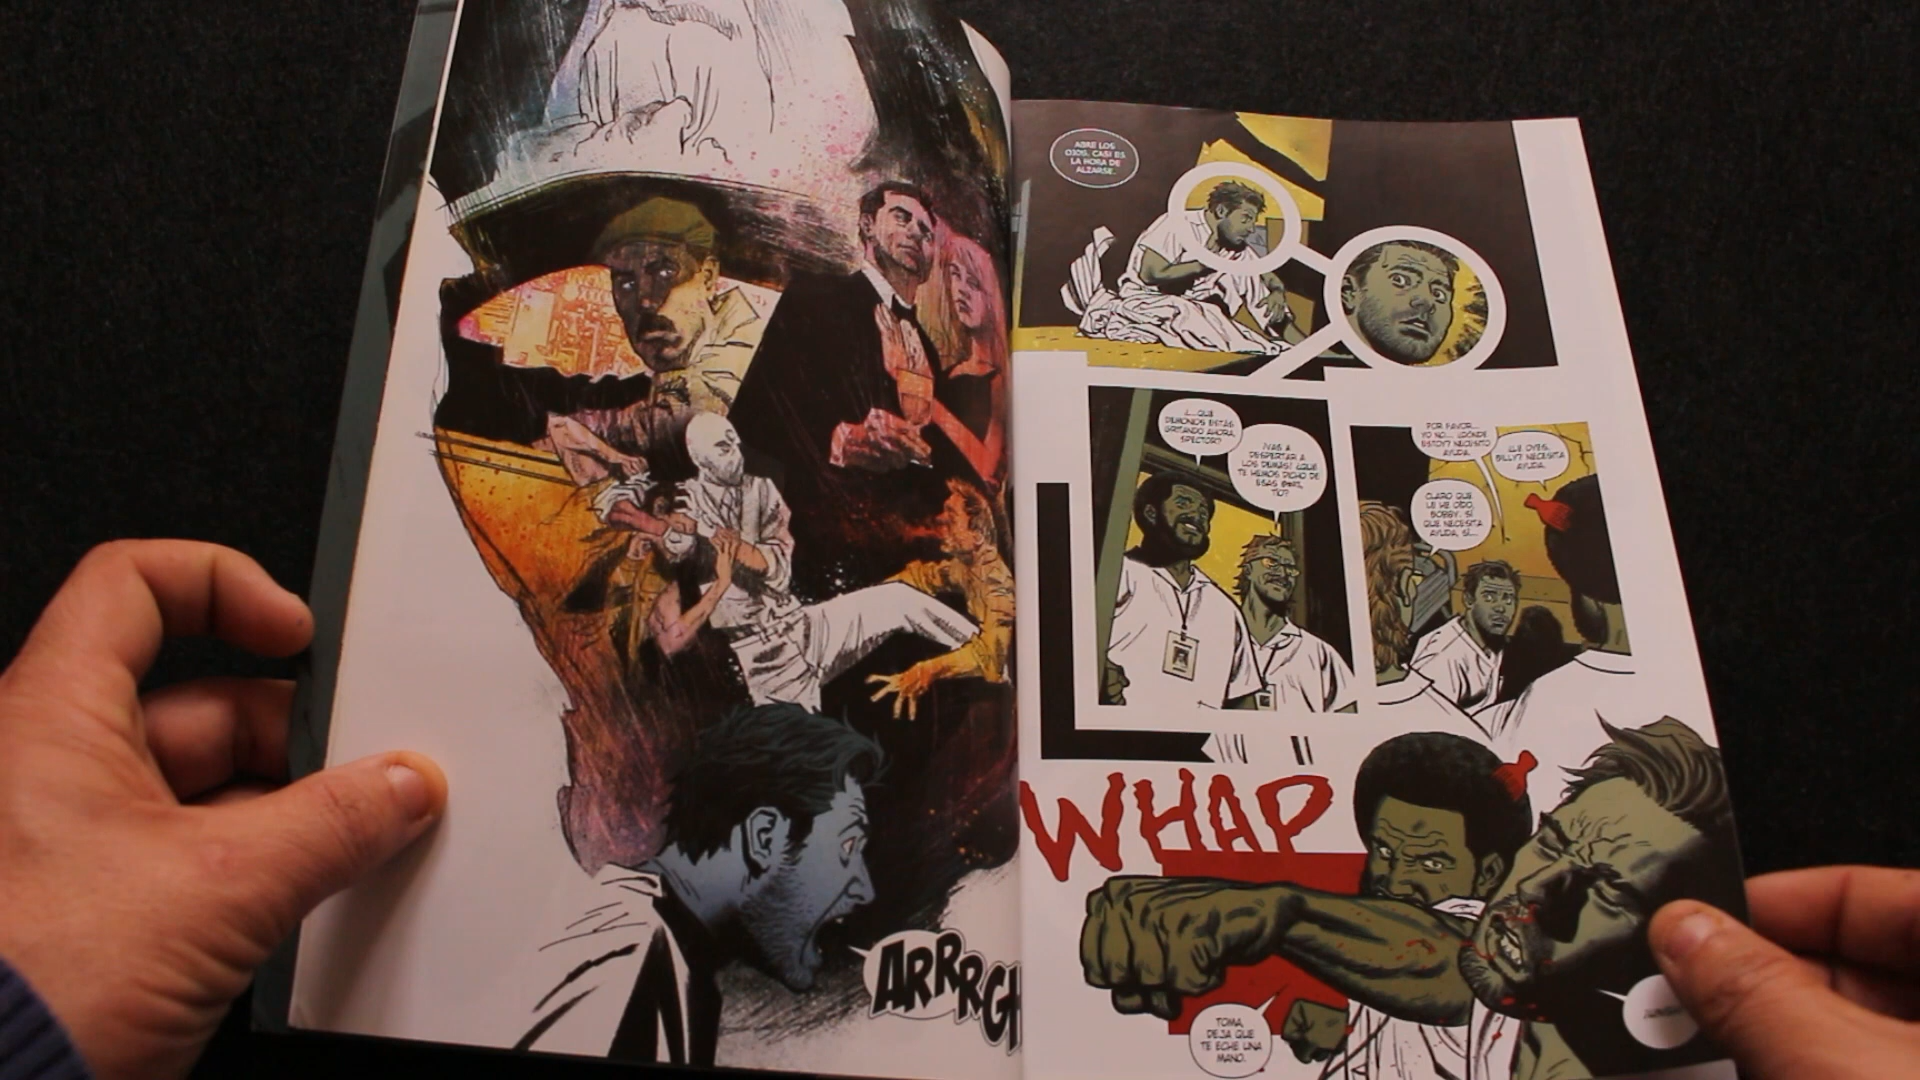 ARRRGH
ABRE LOS
OJOS. CASI ES
LA HORA DE
ALZARSE.
¿...QUÉ
DEMONIOS ESTÁS
GRITANDO AHORA,
SPECTOR?
¡VAS A
DESPERTAR A
LOS DEMÁS! ¿QUÉ
TE HEMOS DICHO DE
ESAS
TÍO?
POR FAVOR...
YO NO... ¿DÓNDE
ESTOY? NECESITO
AYUDA.
¿LE OYES,
BILLY? NECESITA
AYUDA.
CLARO QUE
LE HE OÍDO,
BOBBY. SÍ
QUE NECESITA
AYUDA, SÍ...
WHAP
TOMA,
DEJA QUE
TE ECHE UNA
MANO.